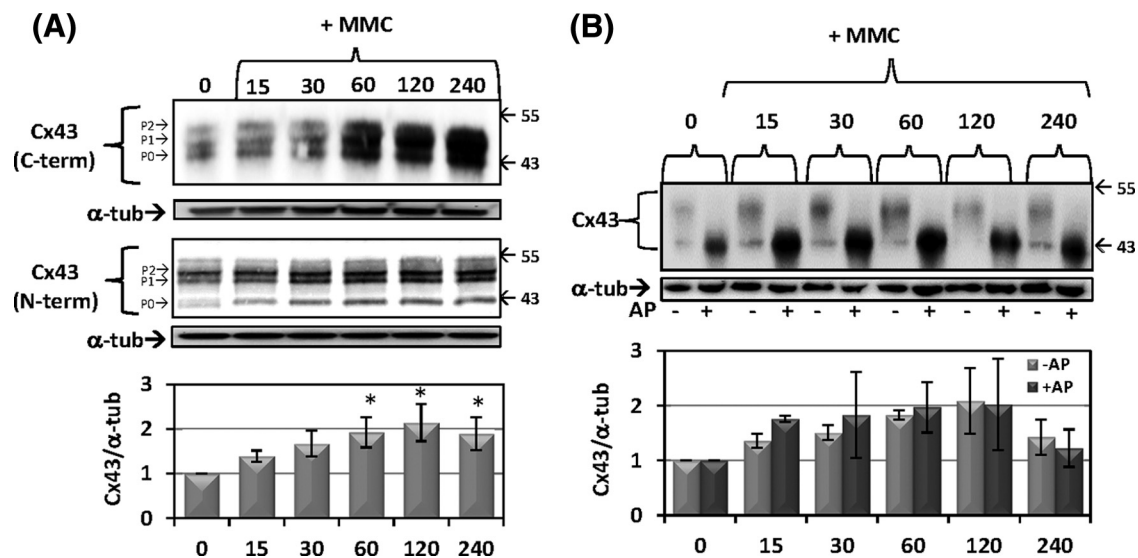 (A)
+ MMC
0 15 30 60 120 240
Cx43
(C-term)
P2→
P1→
P0→
← 55
← 43
α-tub→
Cx43
(N-term)
P2→
P1→
P0→
← 55
← 43
α-tub→
Cx43/α-tub
3
2
1
0
* * *
0 15 30 60 120 240
(B)
+ MMC
0 15 30 60 120 240
Cx43
← 55
← 43
α-tub→
AP - + - + - + - + - + - +
Cx43/α-tub
3
2
1
0
-AP
+AP
0 15 30 60 120 240